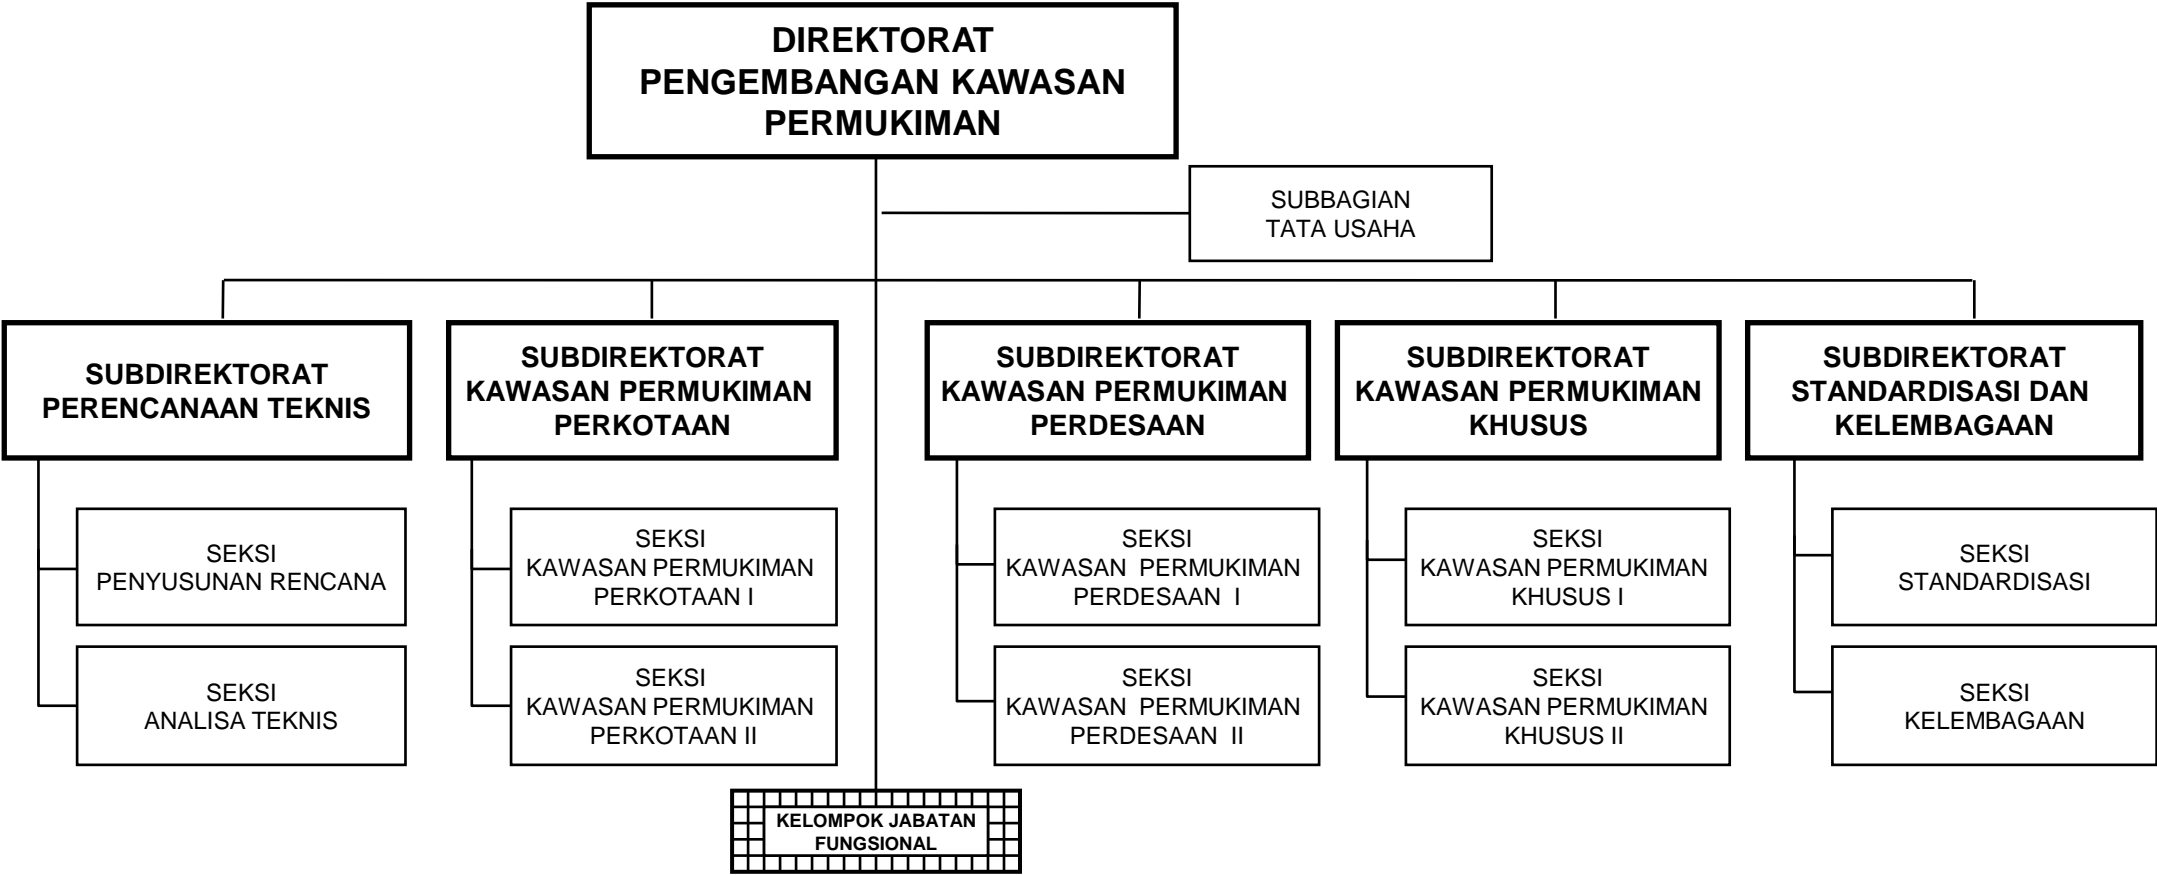 DIREKTORAT
PENGEMBANGAN KAWASAN
PERMUKIMAN
SUBBAGIAN
TATA USAHA
SUBDIREKTORAT
PERENCANAAN TEKNIS
SUBDIREKTORAT
KAWASAN PERMUKIMAN
PERKOTAAN
SUBDIREKTORAT
KAWASAN PERMUKIMAN
PERDESAAN
SUBDIREKTORAT
KAWASAN PERMUKIMAN
KHUSUS
SUBDIREKTORAT
STANDARDISASI DAN
KELEMBAGAAN
SEKSI
PENYUSUNAN RENCANA
SEKSI
KAWASAN PERMUKIMAN
PERKOTAAN I
SEKSI
KAWASAN PERMUKIMAN
PERDESAAN I
SEKSI
KAWASAN PERMUKIMAN
KHUSUS I
SEKSI
STANDARDISASI
SEKSI
ANALISA TEKNIS
SEKSI
KAWASAN PERMUKIMAN
PERKOTAAN II
SEKSI
KAWASAN PERMUKIMAN
PERDESAAN II
SEKSI
KAWASAN PERMUKIMAN
KHUSUS II
SEKSI
KELEMBAGAAN
KELOMPOK JABATAN
FUNGSIONAL